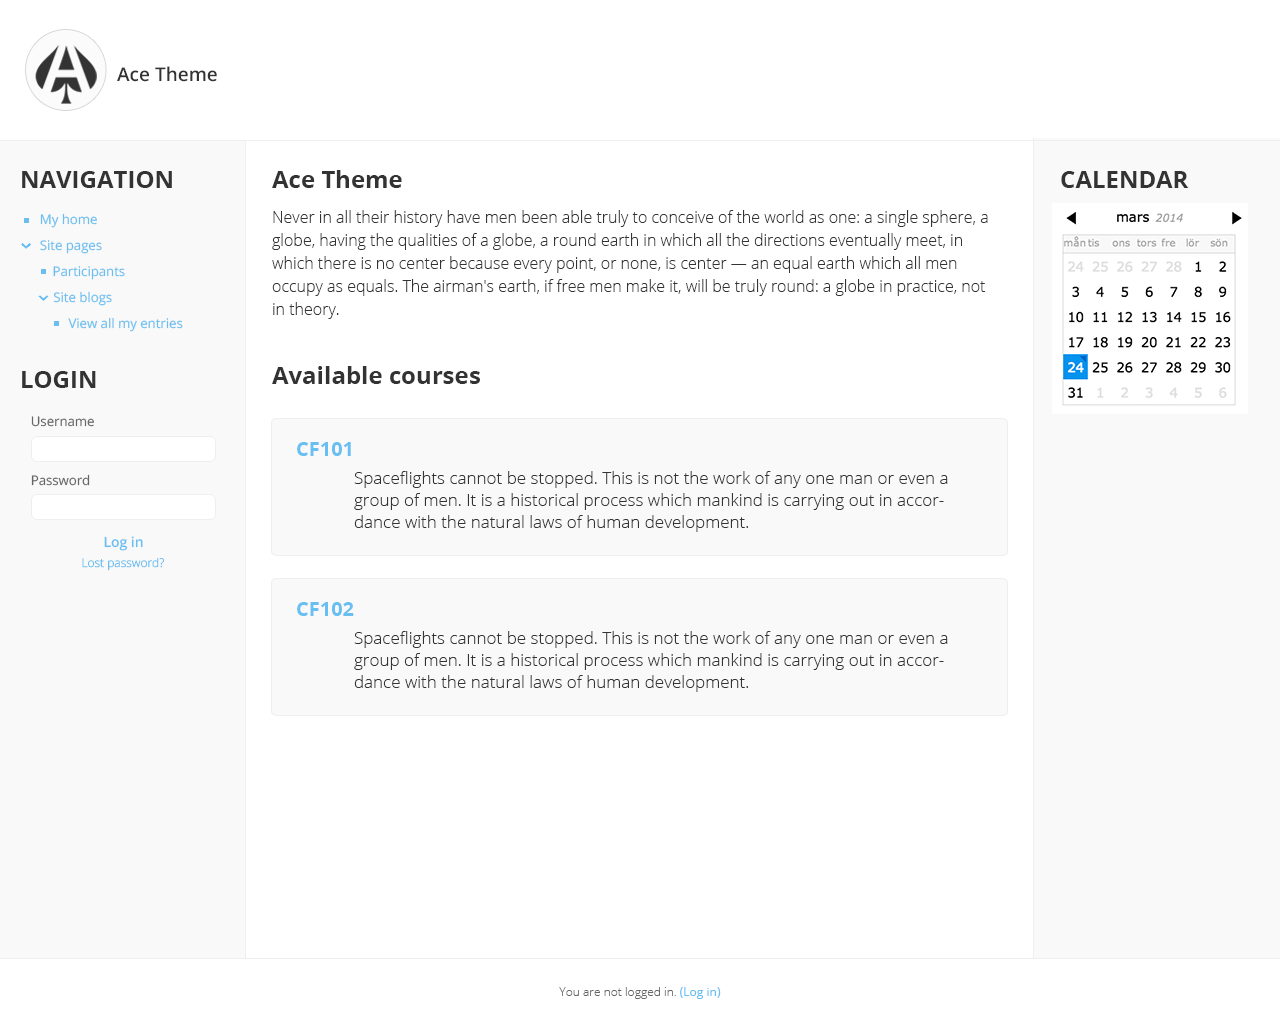 Ace Theme
NAVIGATION
My home
Site pages
Participants
Site blogs
View all my entries
LOGIN
Username
Password
Log in
Lost password?
Ace Theme
Never in all their history have men been able truly to conceive of the world as one: a single sphere, a
globe, having the qualities of a globe, a round earth in which all the directions eventually meet, in
which there is no center because every point, or none, is center — an equal earth which all men
occupy as equals. The airman's earth, if free men make it, will be truly round: a globe in practice, not
in theory.
Available courses
CF101
Spaceflights cannot be stopped. This is not the work of any one man or even a
group of men. It is a historical process which mankind is carrying out in accor-
dance with the natural laws of human development.
CF102
Spaceflights cannot be stopped. This is not the work of any one man or even a
group of men. It is a historical process which mankind is carrying out in accor-
dance with the natural laws of human development.
CALENDAR
mars 2014
mån tis ons tors fre lör sön
24 25 26 27 28 1 2
3 4 5 6 7 8 9
10 11 12 13 14 15 16
17 18 19 20 21 22 23
24 25 26 27 28 29 30
31 1 2 3 4 5 6
You are not logged in. (Log in)